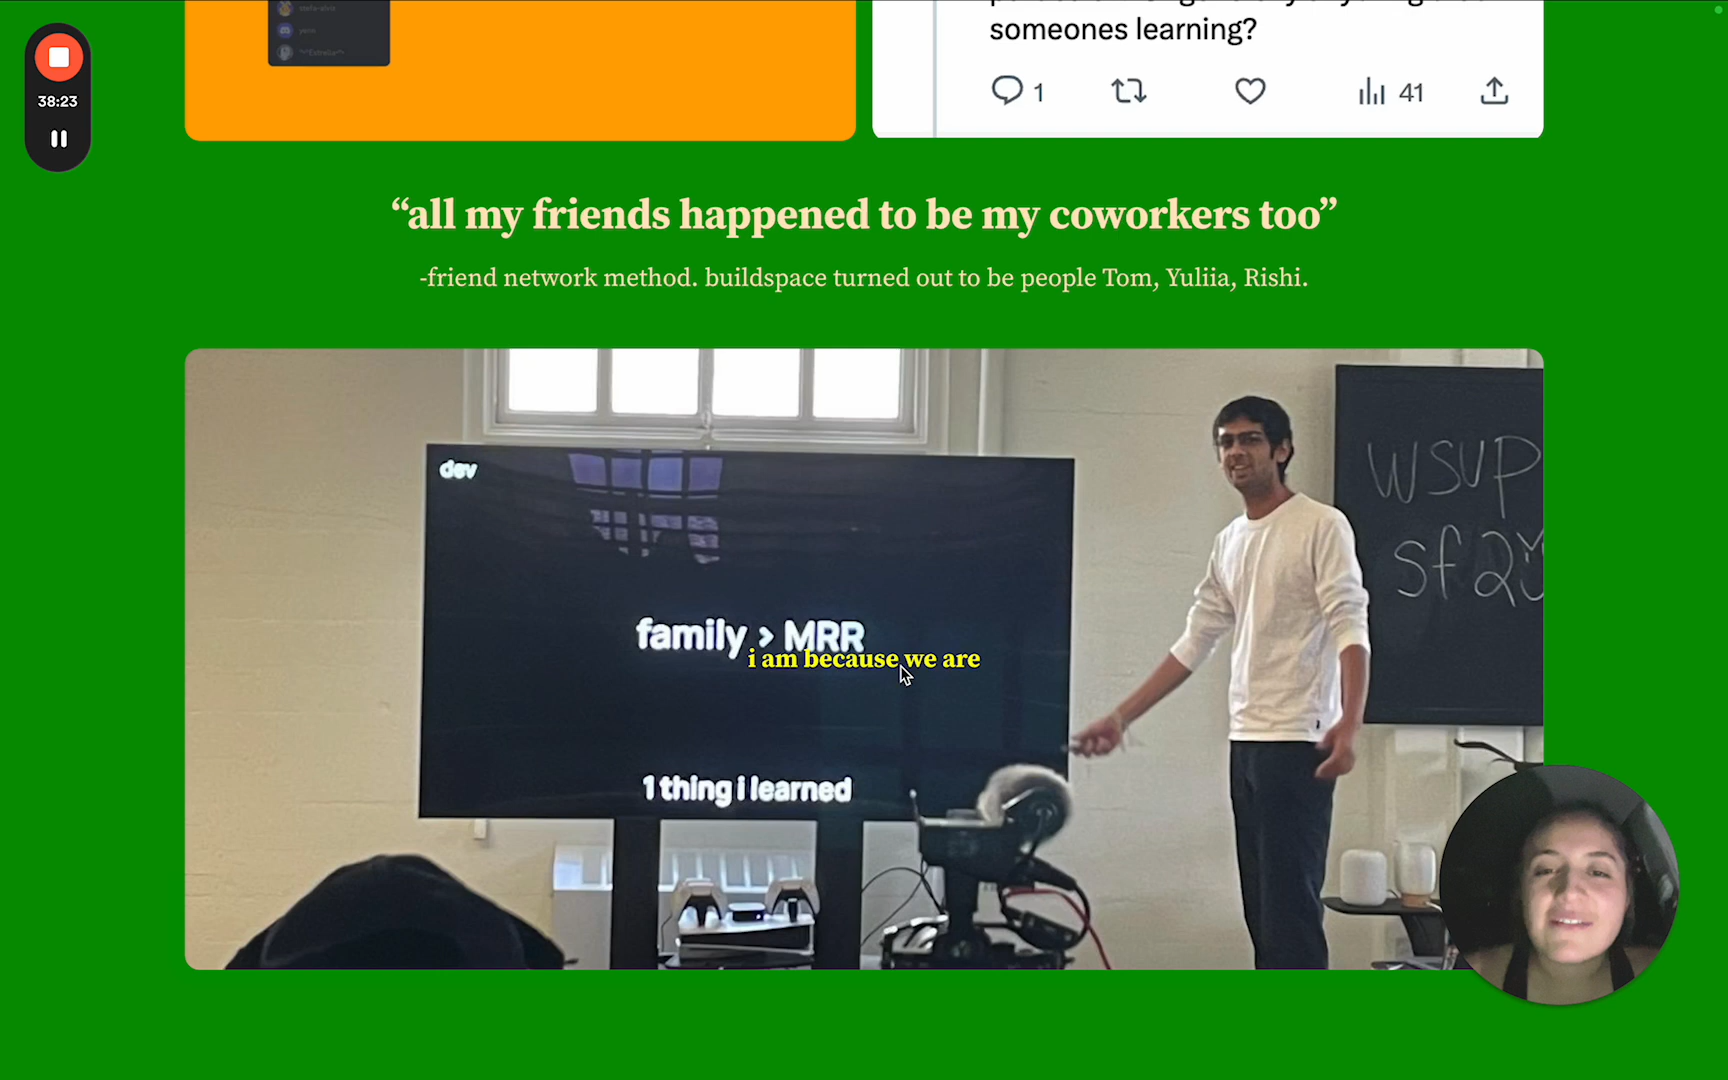 someones learning?
1
41
38:23
“all my friends happened to be my coworkers too”
-friend network method. buildspace turned out to be people Tom, Yuliia, Rishi.
dev
family > MRR
i am because we are
1 thing i learned
WSUP
Sf2